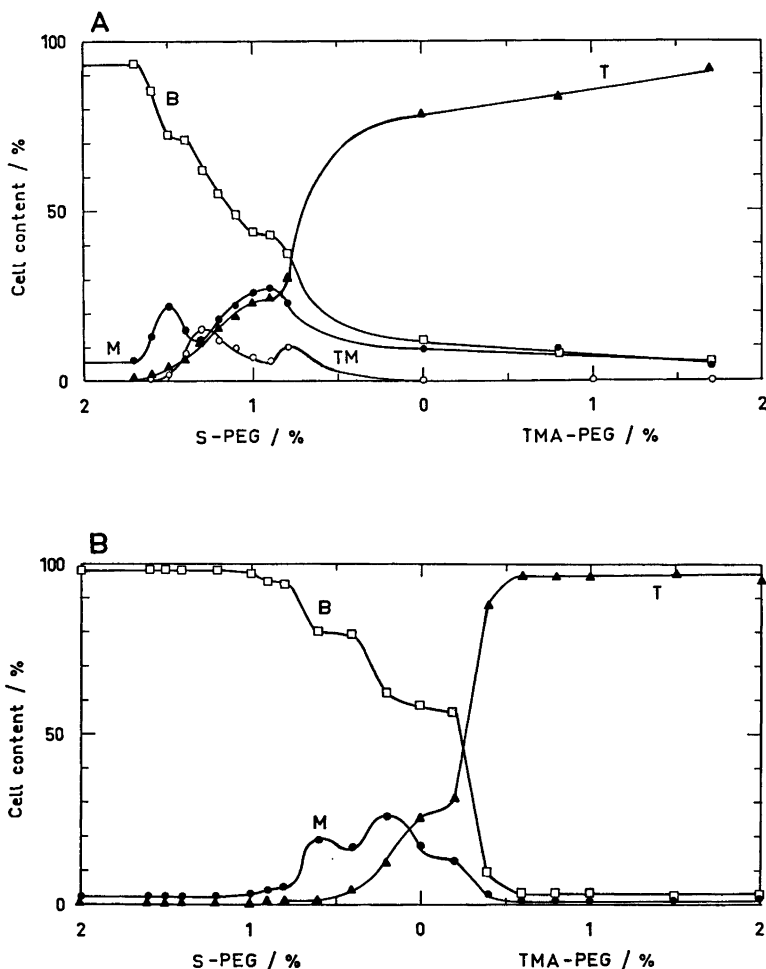 A
100
B
T
50
Cell content / %
M
TM
0
2 1 0 1 2
S-PEG / % TMA-PEG / %
B
100
B
T
50
Cell content / %
M
0
2 1 0 1 2
S-PEG / % TMA-PEG / %